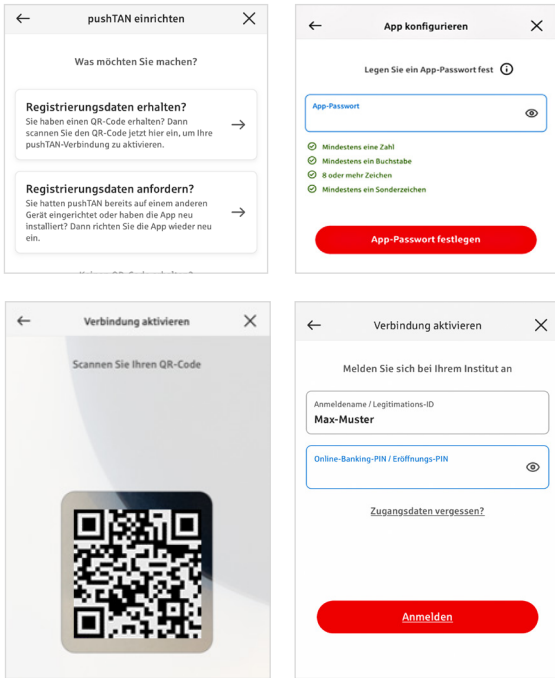 pushTAN einrichten
Was möchten Sie machen?
Registrierungsdaten erhalten?
Sie haben einen QR-Code erhalten? Dann
scannen Sie den QR-Code jetzt hier ein, um Ihre
pushTAN-Verbindung zu aktivieren.
Registrierungsdaten anfordern?
Sie hatten pushTAN bereits auf einem anderen
Gerät eingerichtet oder haben die App neu
installiert? Dann richten Sie die App wieder neu
ein.
App konfigurieren
Legen Sie ein App-Passwort fest
App-Passwort
Mindestens eine Zahl
Mindestens ein Buchstabe
8 oder mehr Zeichen
Mindestens ein Sonderzeichen
App-Passwort festlegen
Verbindung aktivieren
Scannen Sie Ihren QR-Code
Verbindung aktivieren
Melden Sie sich bei Ihrem Institut an
Anmeldename / Legitimations-ID
Max-Muster
Online-Banking-PIN / Eröffnungs-PIN
Zugangsdaten vergessen?
Anmelden